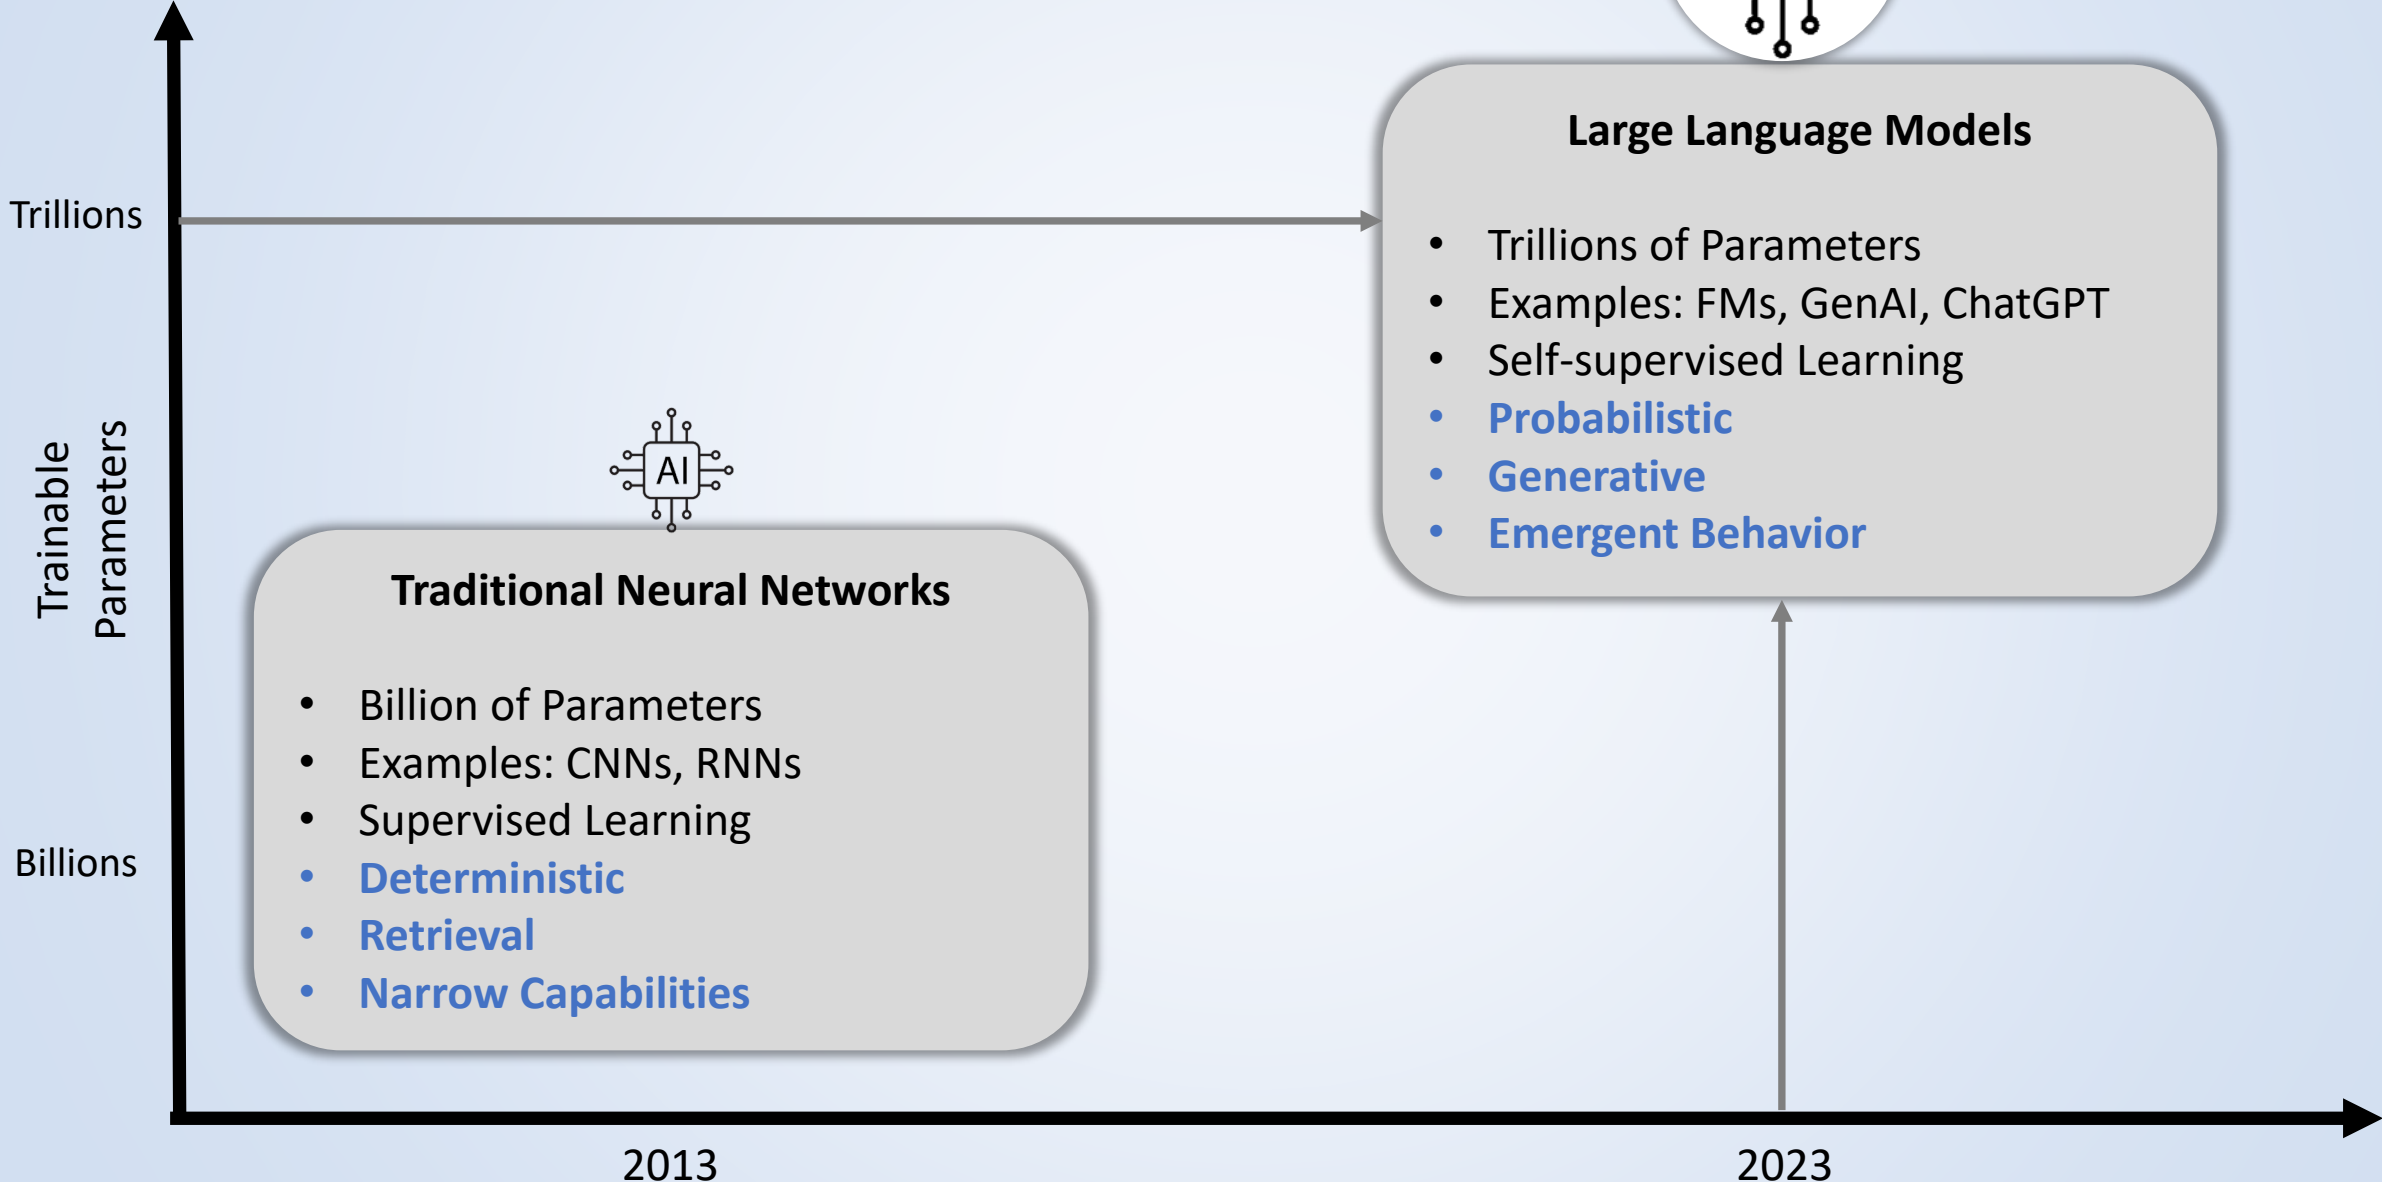 Large Language Models
• Trillions of Parameters
• Examples: FMs, GenAI, ChatGPT
• Self-supervised Learning
• Probabilistic
• Generative
• Emergent Behavior
Trillions
Trainable
Parameters
AI
Traditional Neural Networks
• Billion of Parameters
• Examples: CNNs, RNNs
• Supervised Learning
• Deterministic
• Retrieval
• Narrow Capabilities
Billions
2013
2023